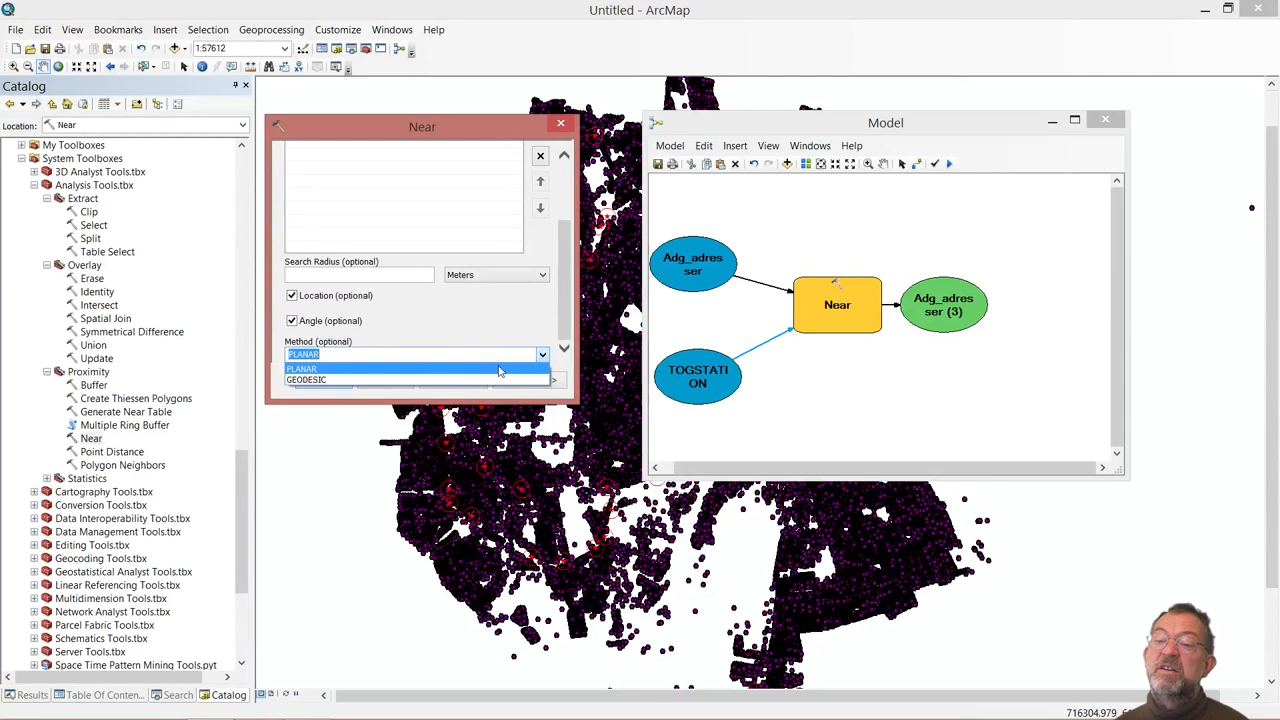 Untitled - ArcMap
File Edit View Bookmarks Insert Selection Geoprocessing Customize Windows Help
1:57612
Catalog
Location: Near
My Toolboxes
System Toolboxes
3D Analyst Tools.tbx
Analysis Tools.tbx
Extract
Clip
Select
Split
Table Select
Overlay
Erase
Identity
Intersect
Spatial Join
Symmetrical Difference
Union
Update
Proximity
Buffer
Create Thiessen Polygons
Generate Near Table
Multiple Ring Buffer
Near
Point Distance
Polygon Neighbors
Statistics
Cartography Tools.tbx
Conversion Tools.tbx
Data Interoperability Tools.tbx
Data Management Tools.tbx
Editing Tools.tbx
Geocoding Tools.tbx
Geostatistical Analyst Tools.tbx
Linear Referencing Tools.tbx
Multidimension Tools.tbx
Network Analyst Tools.tbx
Parcel Fabric Tools.tbx
Schematics Tools.tbx
Server Tools.tbx
Space Time Pattern Mining Tools.pyt
Results Table Of Conten... Search Catalog
Near
Search Radius (optional)
Meters
Location (optional)
Angle (optional)
Method (optional)
PLANAR
PLANAR
GEODESIC
Model
Model Edit Insert View Windows Help
Adg_adres
ser
Near
Adg_adres
ser (3)
TOGSTATI
ON